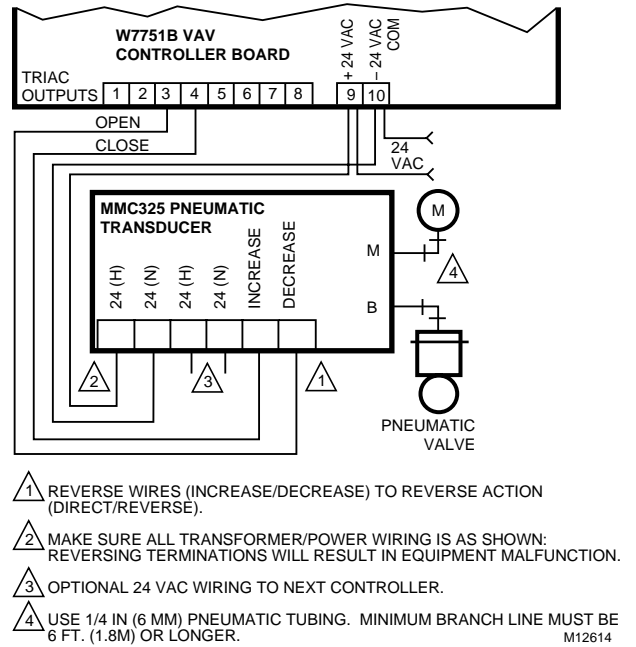 W7751B VAV
CONTROLLER BOARD
TRIAC
OUTPUTS 1 2 3 4 5 6 7 8
+ 24 VAC
– 24 VAC
COM
9 10
OPEN
CLOSE
24
VAC
MMC325 PNEUMATIC
TRANSDUCER
24 (H)
24 (N)
24 (H)
24 (N)
INCREASE
DECREASE
M
M
4
B
2
3
1
PNEUMATIC
VALVE
1 REVERSE WIRES (INCREASE/DECREASE) TO REVERSE ACTION
(DIRECT/REVERSE).
2 MAKE SURE ALL TRANSFORMER/POWER WIRING IS AS SHOWN:
REVERSING TERMINATIONS WILL RESULT IN EQUIPMENT MALFUNCTION.
3 OPTIONAL 24 VAC WIRING TO NEXT CONTROLLER.
4 USE 1/4 IN (6 MM) PNEUMATIC TUBING. MINIMUM BRANCH LINE MUST BE
6 FT. (1.8M) OR LONGER.
M12614